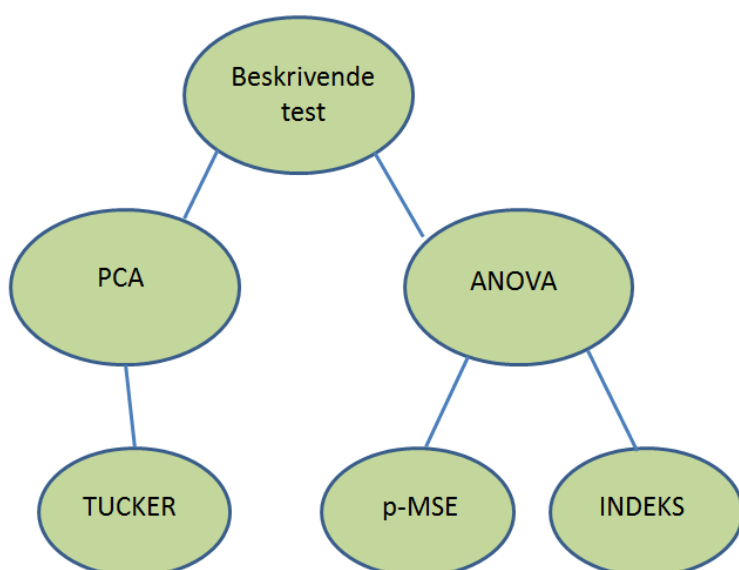 Beskrivende
test
PCA
ANOVA
TUCKER
p-MSE
INDEKS